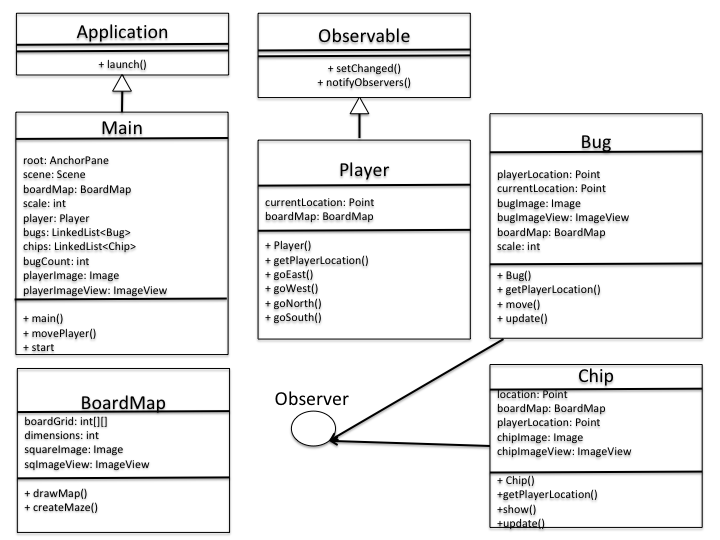 Application
+ launch()
Main
root: AnchorPane
scene: Scene
boardMap: BoardMap
scale: int
player: Player
bugs: LinkedList<Bug>
chips: LinkedList<Chip>
bugCount: int
playerImage: Image
playerImageView: ImageView
+ main()
+ movePlayer()
+ start
BoardMap
boardGrid: int[][]
dimensions: int
squareImage: Image
sqImageView: ImageView
+ drawMap()
+ createMaze()
Observable
+ setChanged()
+ notifyObservers()
Player
currentLocation: Point
boardMap: BoardMap
+ Player()
+ getPlayerLocation()
+ goEast()
+ goWest()
+ goNorth()
+ goSouth()
Observer
Bug
playerLocation: Point
currentLocation: Point
bugImage: Image
bugImageView: ImageView
boardMap: BoardMap
scale: int
+ Bug()
+ getPlayerLocation()
+ move()
+ update()
Chip
location: Point
boardMap: BoardMap
playerLocation: Point
chipImage: Image
chipImageView: ImageView
+ Chip()
+getPlayerLocation()
+show()
+update()